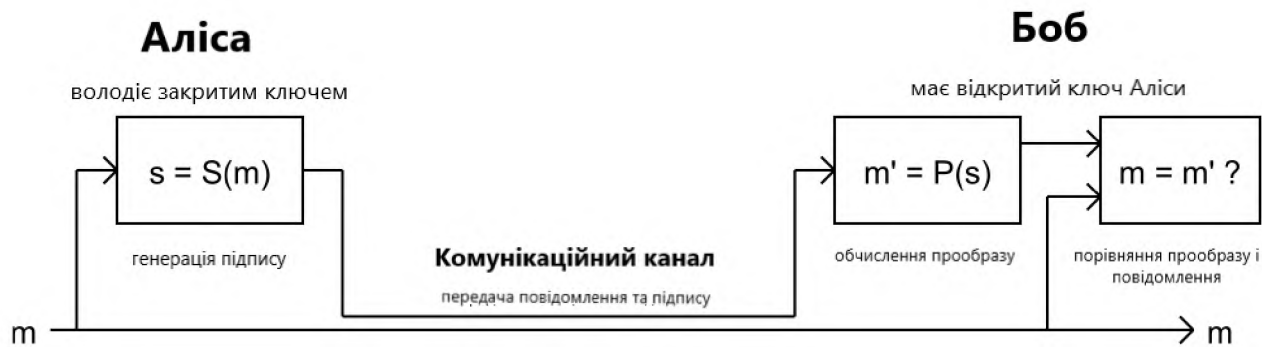 Аліса
володіє закритим ключем
s = S(m)
генерація підпису
Комунікаційний канал
передача повідомлення та підпису
Боб
має відкритий ключ Аліси
m' = P(s)
обчислення прообразу
m = m' ?
порівняння прообразу і
повідомлення
m
m